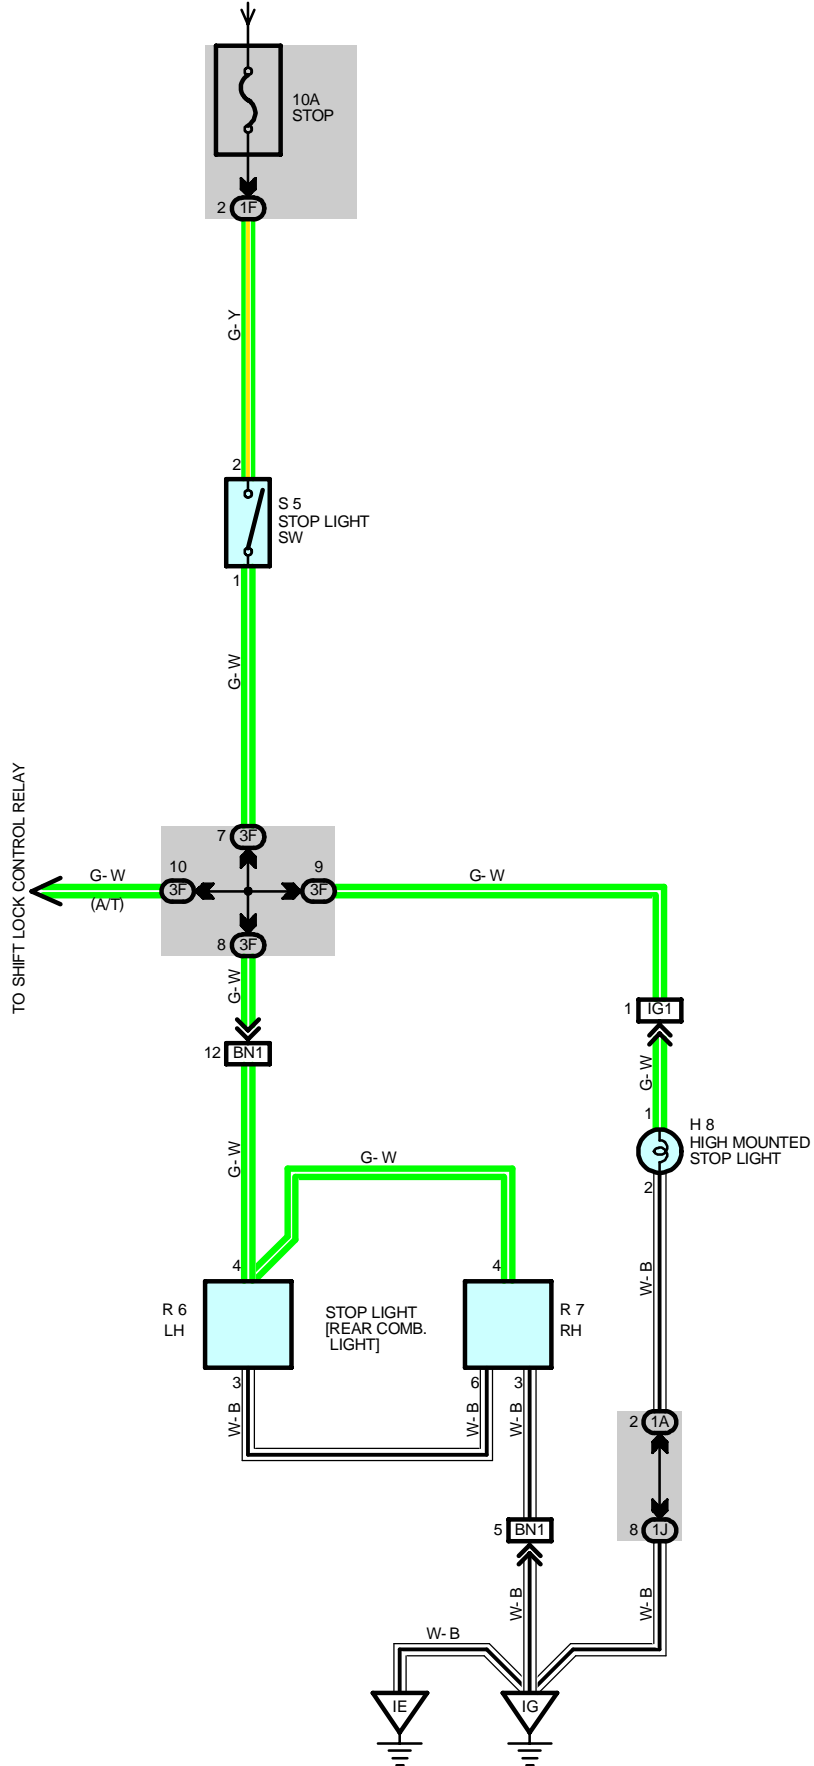 10A
STOP
2
1F
G-Y
2
S 5
STOP LIGHT
SW
1
G-W
TO SHIFT LOCK CONTROL RELAY
7
3F
10
3F
G-W
(A/T)
9
3F
G-W
8
3F
G-W
1
IG1
12
BN1
G-W
1
H 8
HIGH MOUNTED
STOP LIGHT
2
G-W
G-W
4
4
R 6
LH
STOP LIGHT
[REAR COMB.
LIGHT]
R 7
RH
W-B
3
6
3
W-B
W-B
W-B
2
1A
5
BN1
8
1J
W-B
W-B
W-B
IE
IG